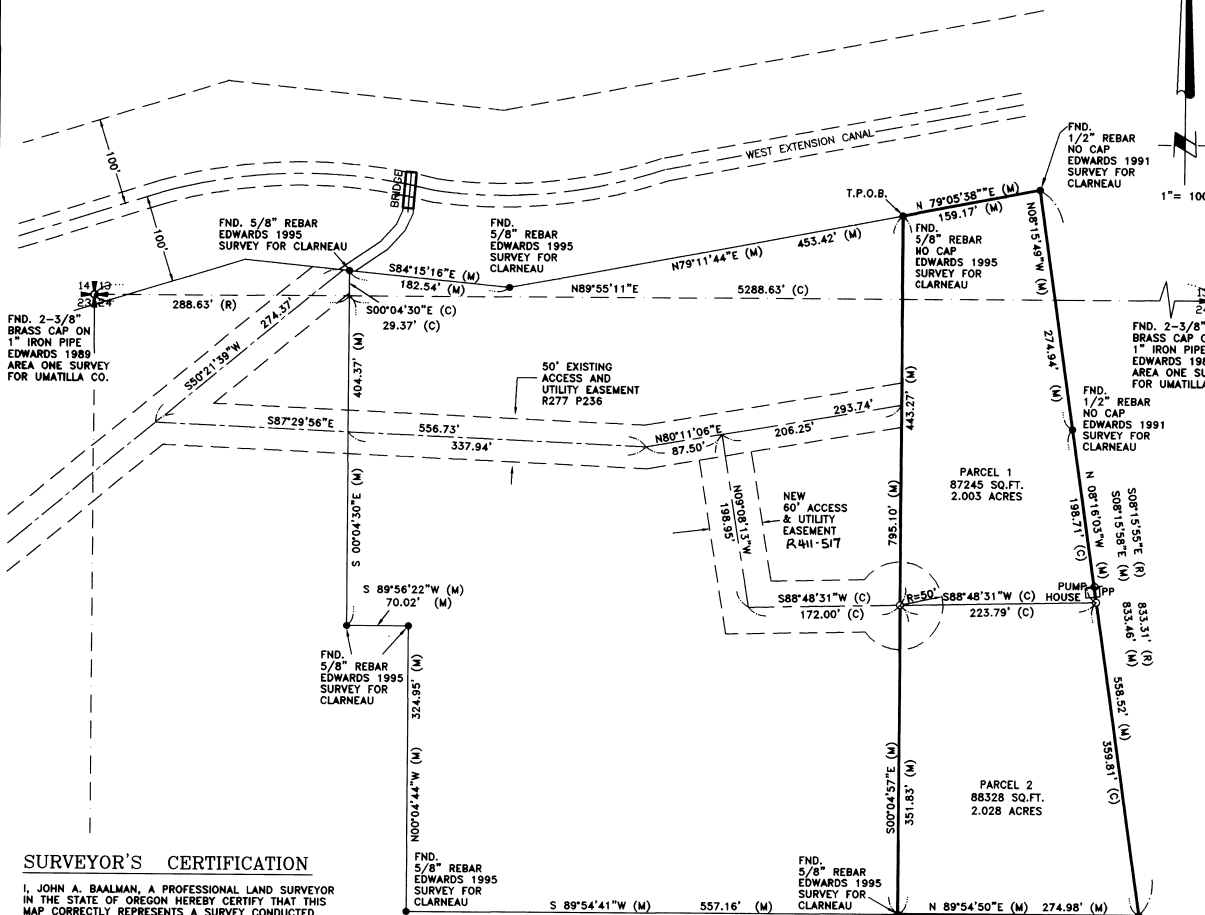 100'
WEST EXTENSION CANAL
BRIDGE
100'
FND. 5/8" REBAR
EDWARDS 1995
SURVEY FOR CLARNEAU
FND.
5/8" REBAR
EDWARDS 1995
SURVEY FOR
CLARNEAU
T.P.O.B.
N 79°05'38""E (M)
159.17' (M)
FND.
1/2" REBAR
NO CAP
EDWARDS 1991
SURVEY FOR
CLARNEAU
1"= 100
FND.
5/8" REBAR
NO CAP
EDWARDS 1995
SURVEY FOR
CLARNEAU
453.42' (M)
N79°11'44"E (M)
S84°15'16"E (M)
182.54' (M)
N89°55'11"E
5288.63' (C)
14 13
23 24
288.63' (R)
S00°04'30"E (C)
29.37' (C)
274.37'
S50°21'39"W
FND. 2-3/8"
BRASS CAP ON
1" IRON PIPE
EDWARDS 1989
AREA ONE SURVEY
FOR UMATILLA CO.
N08°15'49"W (M)
274.94' (M)
FND. 2-3/8"
BRASS CAP O
1" IRON PIPE
EDWARDS 198
AREA ONE SU
FOR UMATILLA
FND.
1/2" REBAR
NO CAP
EDWARDS 1991
SURVEY FOR
CLARNEAU
404.37' (M)
50' EXISTING
ACCESS AND
UTILITY EASEMENT
R277 P236
443.27' (M)
S87°29'56"E
556.73'
337.94'
N80°11'06"E
87.50'
293.74'
206.25'
PARCEL 1
87245 SQ.FT.
2.003 ACRES
795.10' (M)
NEW
60' ACCESS
& UTILITY
EASEMENT
R411-517
N09°08'13"W
198.95'
S 00°04'30"E (M)
N 08°16'03"W (M)
198.71' (C)
S08°15'55"E (R)
S08°15'58"E (M)
833.31' (R)
833.46' (M)
PUMP
HOUSE
PP
S 89°56'22"W (M)
70.02' (M)
S88°48'31"W (C)
172.00' (C)
R=50'
S88°48'31"W (C)
223.79' (C)
FND.
5/8" REBAR
EDWARDS 1995
SURVEY FOR
CLARNEAU
324.95' (M)
N00°04'44"W (M)
558.52' (M)
359.81' (C)
S00°04'57"E (M)
351.83' (M)
PARCEL 2
88328 SQ.FT.
2.028 ACRES
SURVEYOR'S CERTIFICATION
I, JOHN A. BAALMAN, A PROFESSIONAL LAND SURVEYOR
IN THE STATE OF OREGON HEREBY CERTIFY THAT THIS
MAP CORRECTLY REPRESENTS A SURVEY CONDUCTED
FND.
5/8" REBAR
EDWARDS 1995
SURVEY FOR
CLARNEAU
FND.
5/8" REBAR
EDWARDS 1995
SURVEY FOR
CLARNEAU
S 89°54'41"W (M)
557.16' (M)
N 89°54'50"E (M)
274.98' (M)